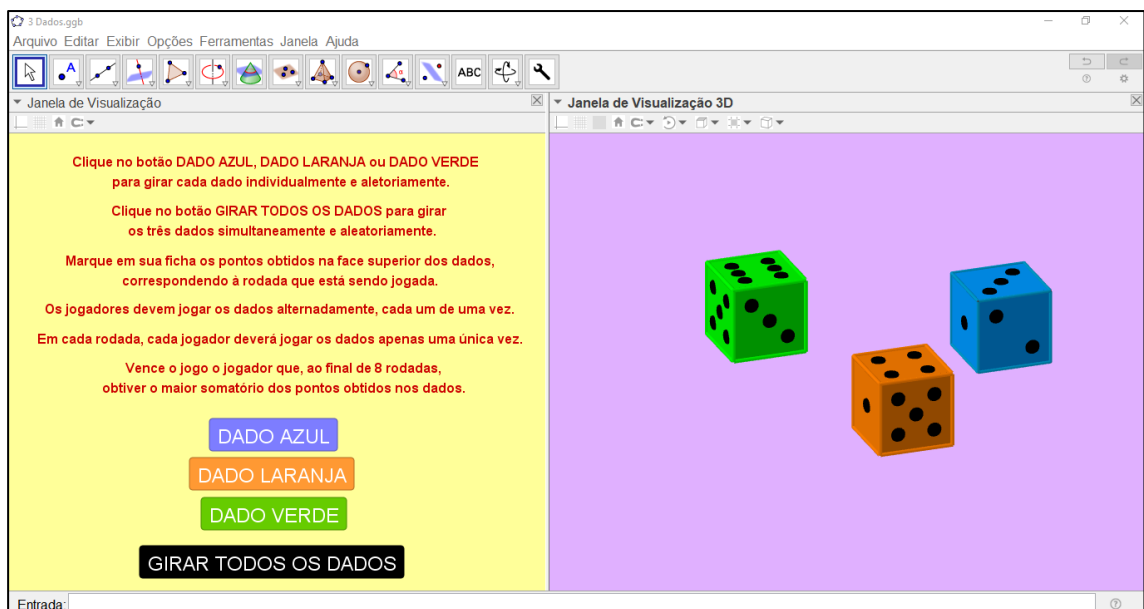 3 Dados.ggb
Arquivo Editar Exibir Opções Ferramentas Janela Ajuda
A
α
ABC
Janela de Visualização
Janela de Visualização 3D
Clique no botão DADO AZUL, DADO LARANJA ou DADO VERDE
para girar cada dado individualmente e aletoriamente.
Clique no botão GIRAR TODOS OS DADOS para girar
os três dados simultaneamente e aleatoriamente.
Marque em sua ficha os pontos obtidos na face superior dos dados,
correspondendo à rodada que está sendo jogada.
Os jogadores devem jogar os dados alternadamente, cada um de uma vez.
Em cada rodada, cada jogador deverá jogar os dados apenas uma única vez.
Vence o jogo o jogador que, ao final de 8 rodadas,
obtiver o maior somatório dos pontos obtidos nos dados.
DADO AZUL
DADO LARANJA
DADO VERDE
GIRAR TODOS OS DADOS
Entrada: